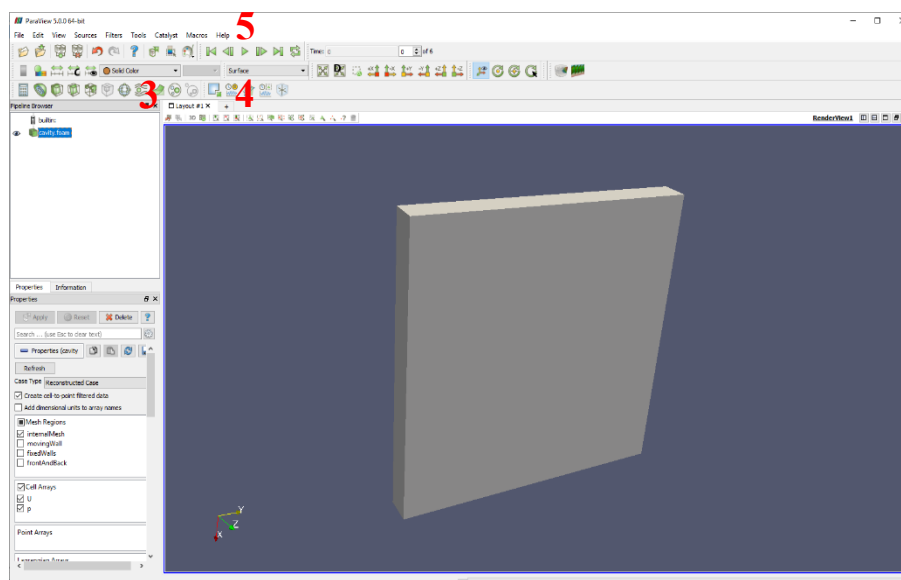 ParaView 5.0.0 64-bit
5
File Edit View Sources Filters Tools Catalyst Macros Help
Time: 0 0 of 6
Solid Color Surface
3 4
Pipeline Browser
Layout #1 × +
3D
RenderView1
builtin:
cavity.foam
Properties Information
Properties
Apply Reset Delete ?
Search ... (use Esc to clear text)
Properties (cavity
Refresh
Case Type Reconstructed Case
Create cell-to-point filtered data
Add dimensional units to array names
Mesh Regions
internalMesh
movingWall
fixedWalls
frontAndBack
Cell Arrays
U
p
Point Arrays
Y
Z
X